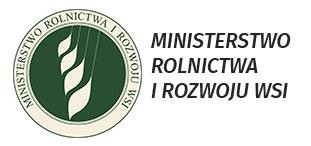 MINISTERSTWO ROLNICTWA I ROZWOJU WSI
MINISTERSTWO
ROLNICTWA
I ROZWOJU WSI